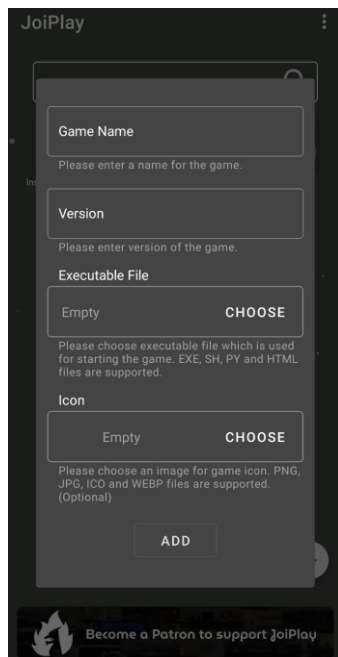 JoiPlay
Game Name
Please enter a name for the game.
Ins
Version
Please enter version of the game.
Executable File
Empty
CHOOSE
Please choose executable file which is used
for starting the game. EXE, SH, PY and HTML
files are supported.
Icon
Empty
CHOOSE
Please choose an image for game icon. PNG,
JPG, ICO and WEBP files are supported.
(Optional)
ADD
Become a Patron to support JoiPlay